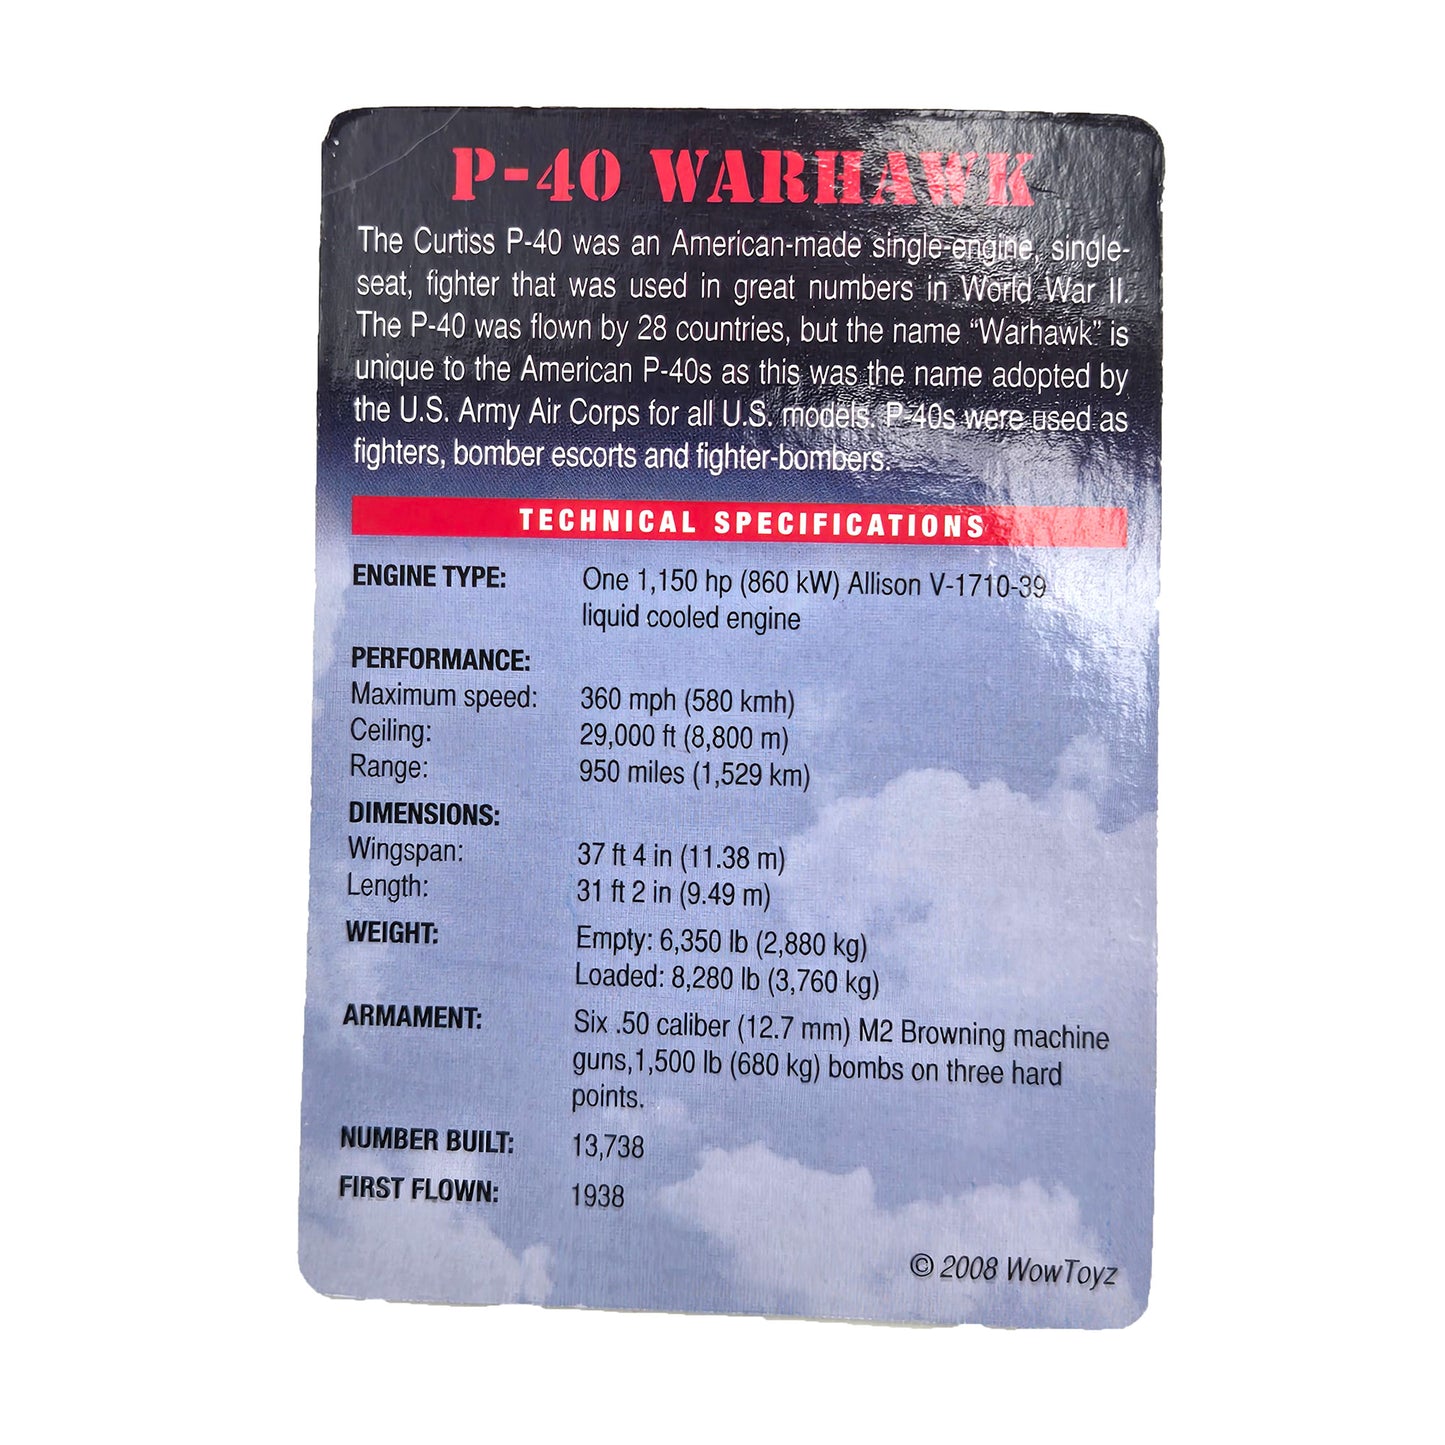 P-40 WARHAWK
The Curtiss P-40 was an American-made single-engine, single-
seat, fighter that was used in great numbers in World War II.
The P-40 was flown by 28 countries, but the name “Warhawk” is
unique to the American P-40s as this was the name adopted by
the U.S. Army Air Corps for all U.S. models. P-40s were used as
fighters, bomber escorts and fighter-bombers.
TECHNICAL SPECIFICATIONS
ENGINE TYPE: One 1,150 hp (860 kW) Allison V-1710-39
liquid cooled engine
PERFORMANCE:
Maximum speed: 360 mph (580 kmh)
Ceiling: 29,000 ft (8,800 m)
Range: 950 miles (1,529 km)
DIMENSIONS:
Wingspan: 37 ft 4 in (11.38 m)
Length: 31 ft 2 in (9.49 m)
WEIGHT: Empty: 6,350 lb (2,880 kg)
Loaded: 8,280 lb (3,760 kg)
ARMAMENT: Six .50 caliber (12.7 mm) M2 Browning machine
guns,1,500 lb (680 kg) bombs on three hard
points.
NUMBER BUILT: 13,738
FIRST FLOWN: 1938
© 2008 WowToyz